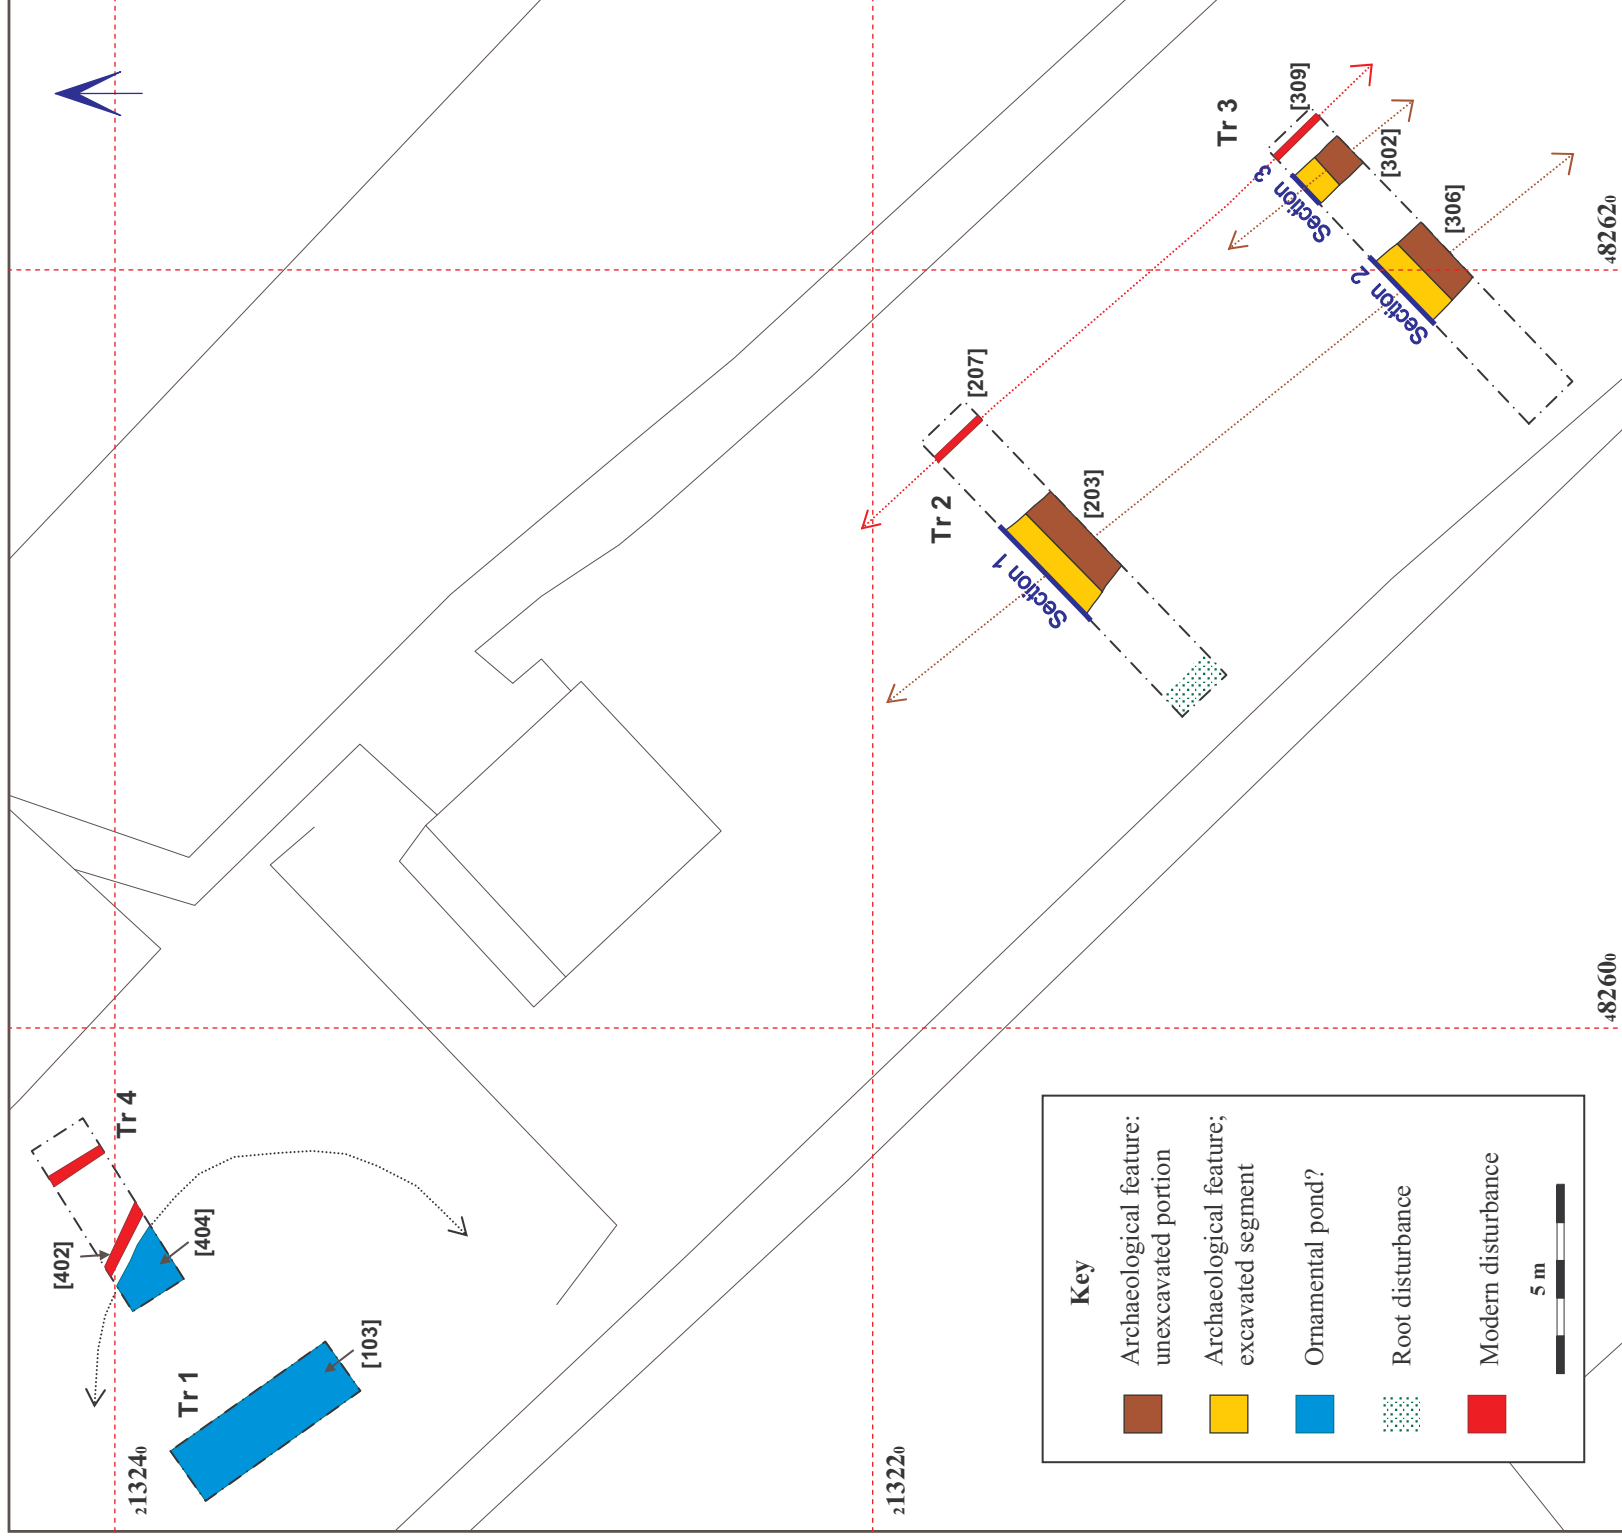 Tr 4
[402]
[404]
Tr 1
[103]
213240
Tr 3
[309]
Section 3
[302]
Section 2
[306]
[207]
Tr 2
Section 1
[203]
213220
482620
482600
Key
Archaeological feature:
unexcavated portion
Archaeological feature;
excavated segment
Ornamental pond?
Root disturbance
Modern disturbance
5 m